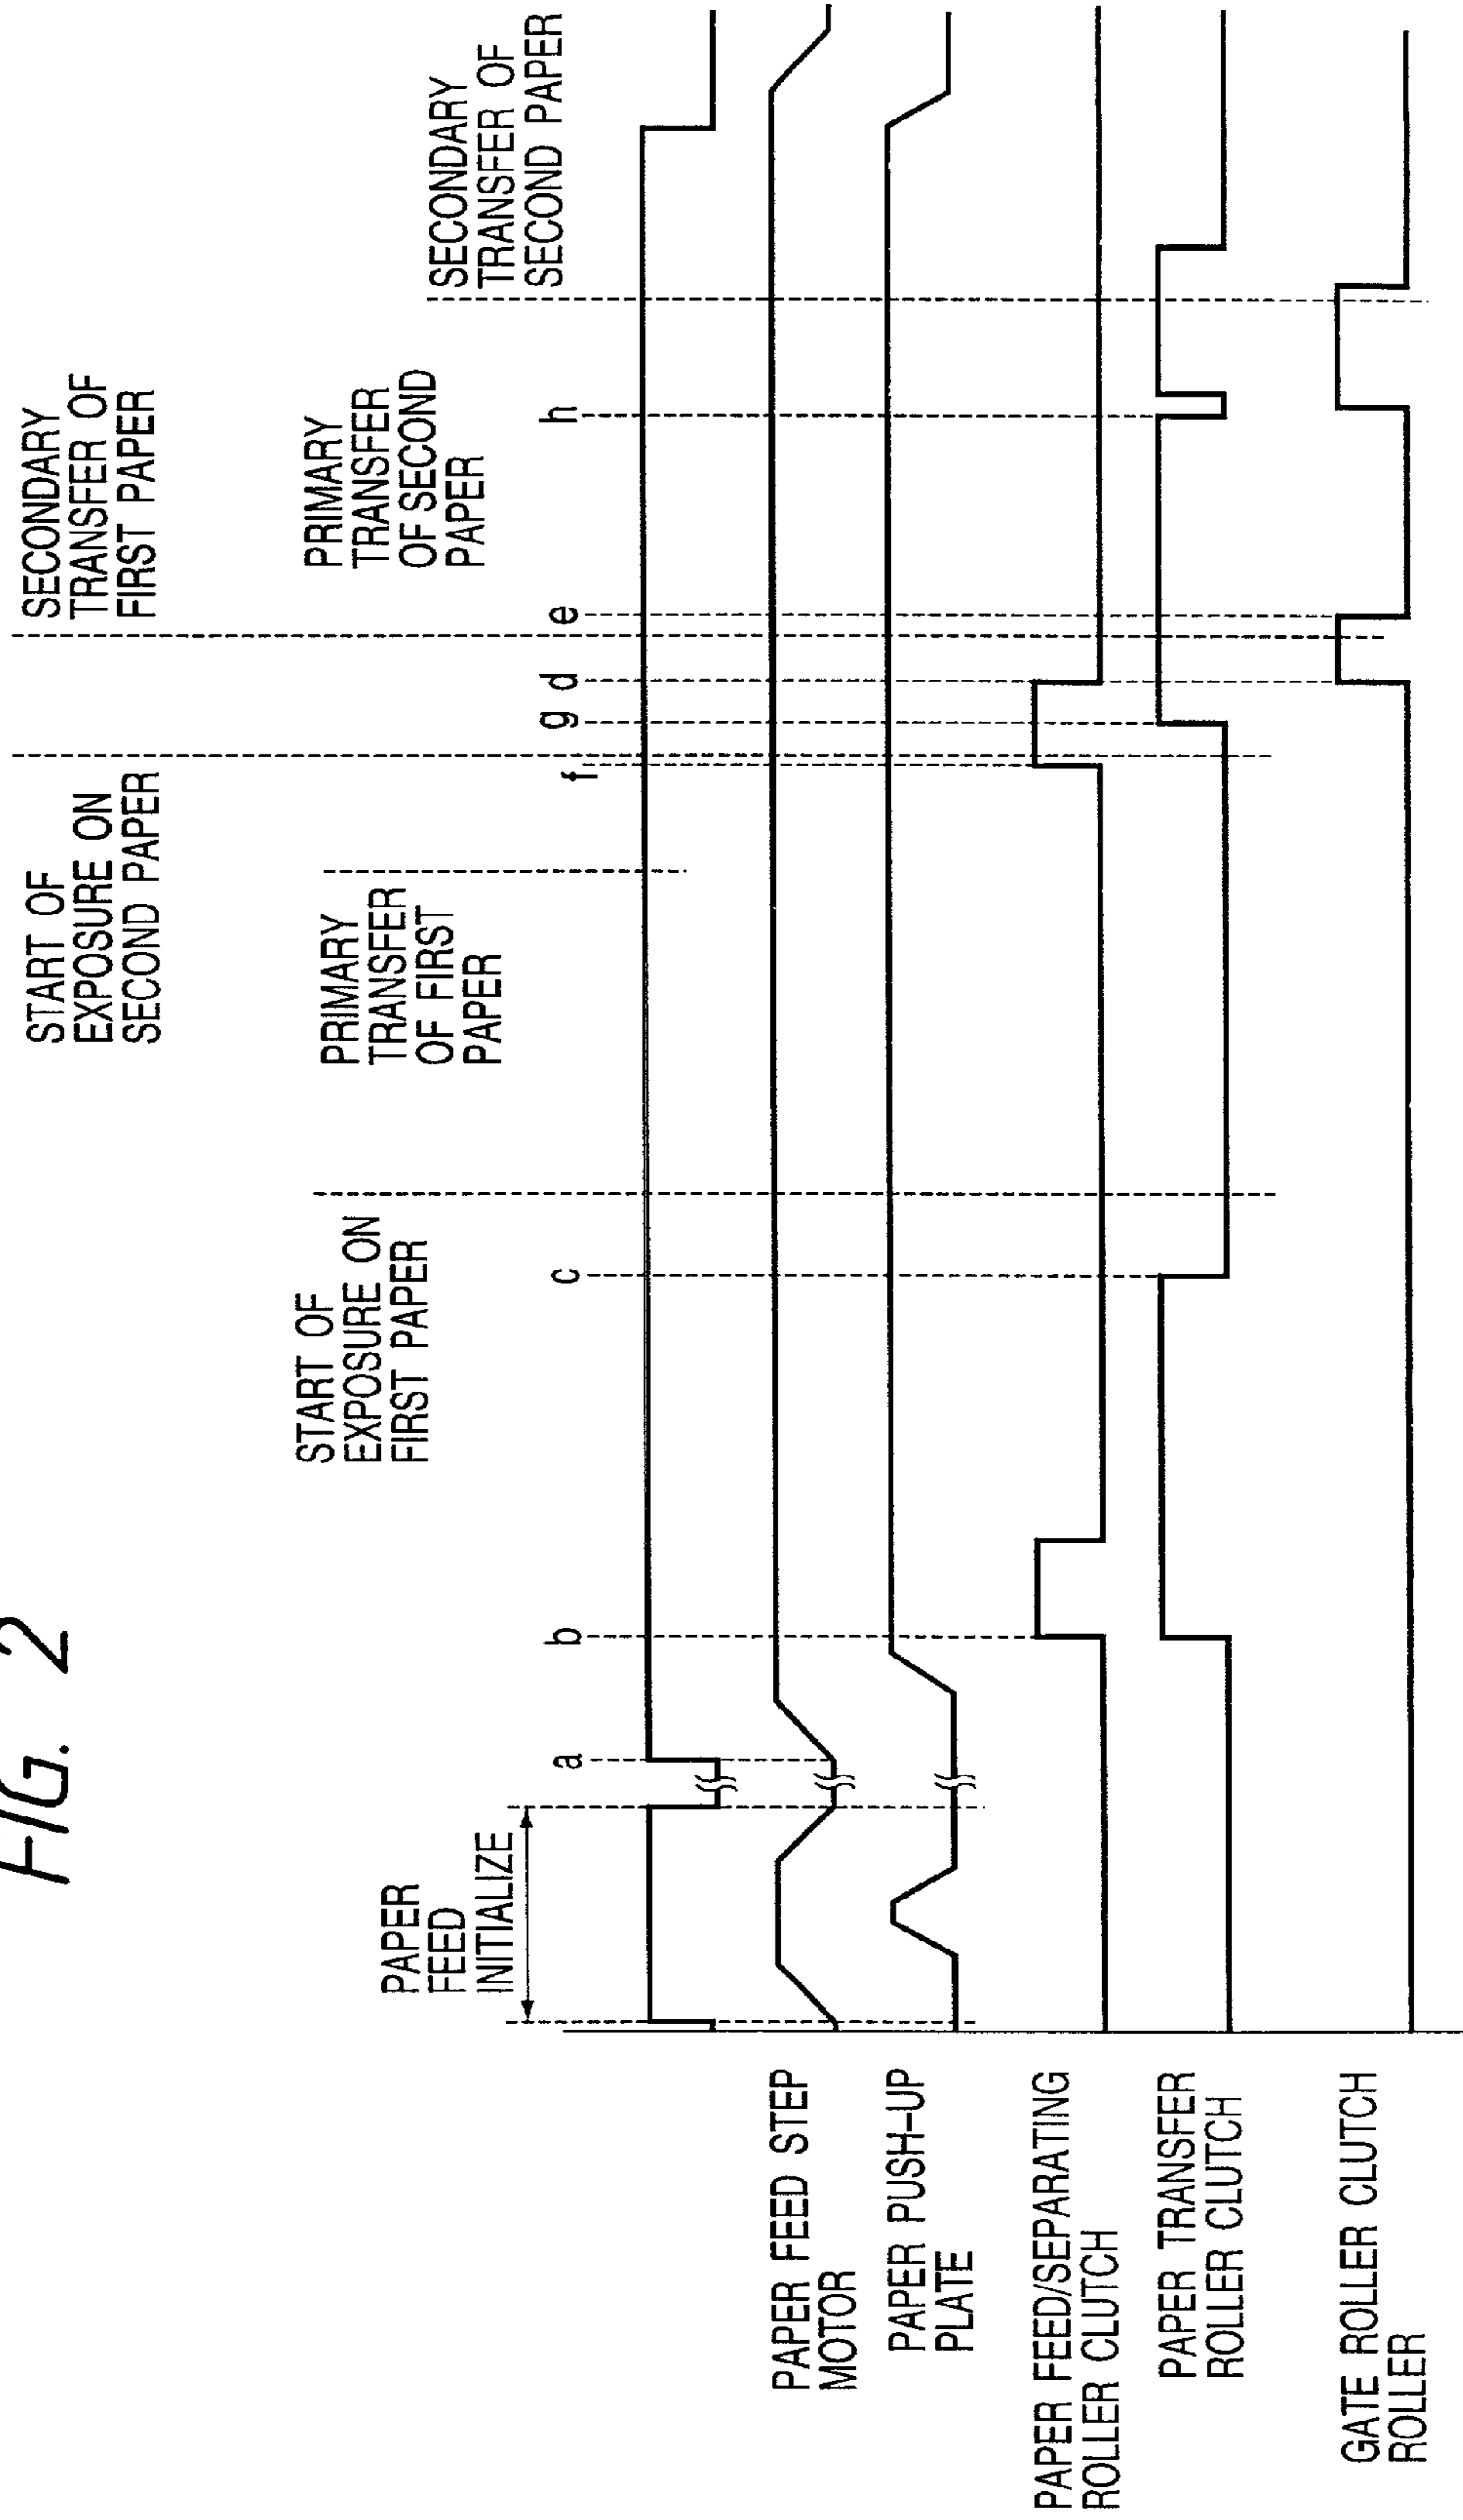 FIG. 2
SECONDARY
TRANSFER OF
FIRST PAPER
START OF
EXPOSURE ON
SECOND PAPER
SECONDARY
TRANSFER OF
SECOND PAPER
PRIMARY
TRANSFER
OF SECOND
PAPER
PRIMARY
TRANSFER
OF FIRST
PAPER
START OF
EXPOSURE ON
FIRST PAPER
PAPER
FEED
INITIALIZE
a
b
c
f
g
d
e
h
PAPER FEED STEP
MOTOR
PAPER PUSH-UP
PLATE
PAPER FEED/SEPARATING
ROLLER CLUTCH
PAPER TRANSFER
ROLLER CLUTCH
GATE ROLLER CLUTCH
ROLLER